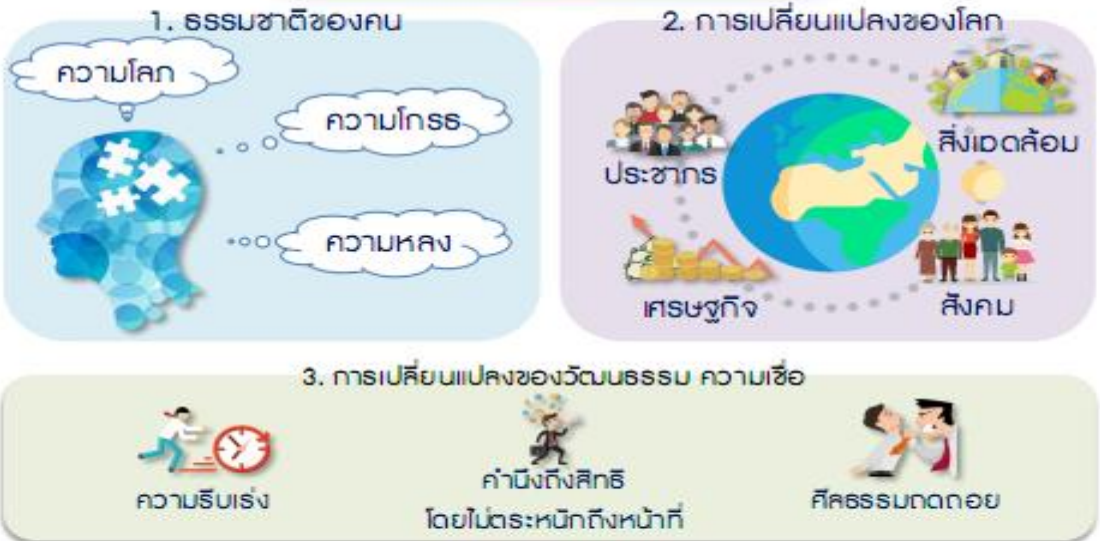 1. ธรรมชาติของคน
ความโลภ
ความโกรธ
ความหลง
2. การเปลี่ยนแปลงของโลก
ประชากร
สิ่งแวดล้อม
เศรษฐกิจ
สังคม
3. การเปลี่ยนแปลงของวัฒนธรรม ความเชื่อ
ความรีบเร่ง
คำนึงถึงสิทธิ
โดยไม่ตระหนักถึงหน้าที่
ศีลธรรมถดถอย